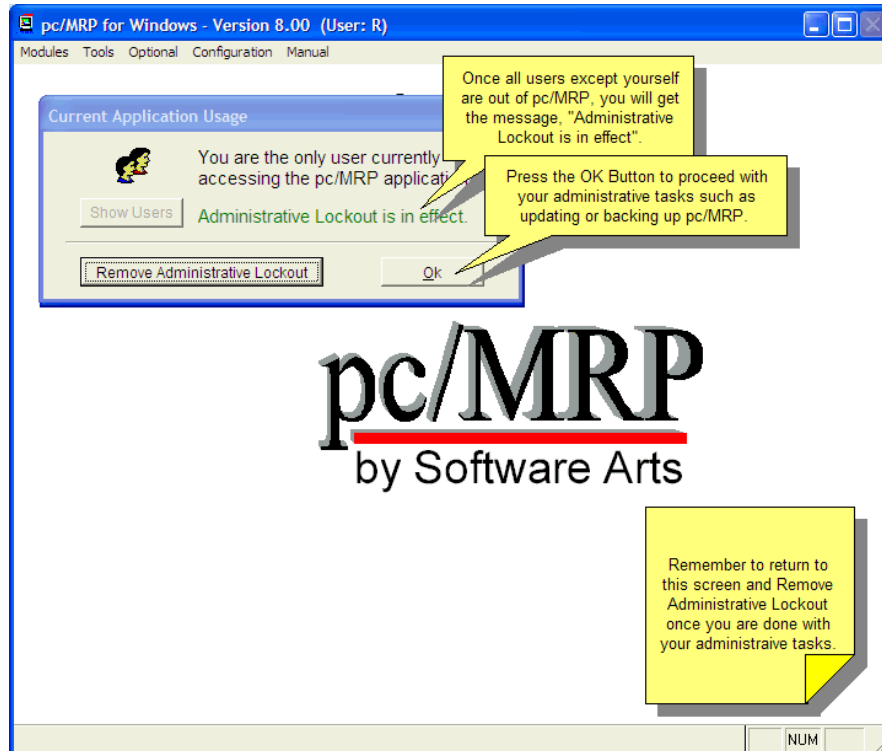 pc/MRP for Windows - Version 8.00 (User: R)
Modules Tools Optional Configuration Manual
Once all users except yourself
are out of pc/MRP, you will get
the message, "Administrative
Lockout is in effect".
Current Application Usage
You are the only user currently
accessing the pc/MRP application.
Show Users
Administrative Lockout is in effect.
Press the OK Button to proceed with
your administrative tasks such as
updating or backing up pc/MRP.
Remove Administrative Lockout
Ok
pc/MRP
by Software Arts
Remember to return to
this screen and Remove
Administrative Lockout
once you are done with
your administraive tasks.
NUM